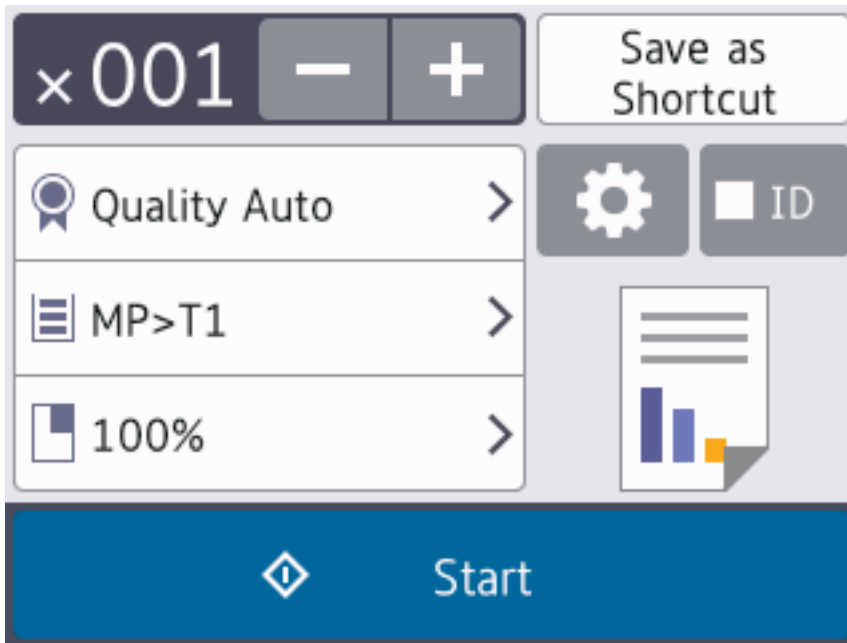 ×001
Save as
Shortcut
Quality Auto
ID
MP>T1
100%
Start